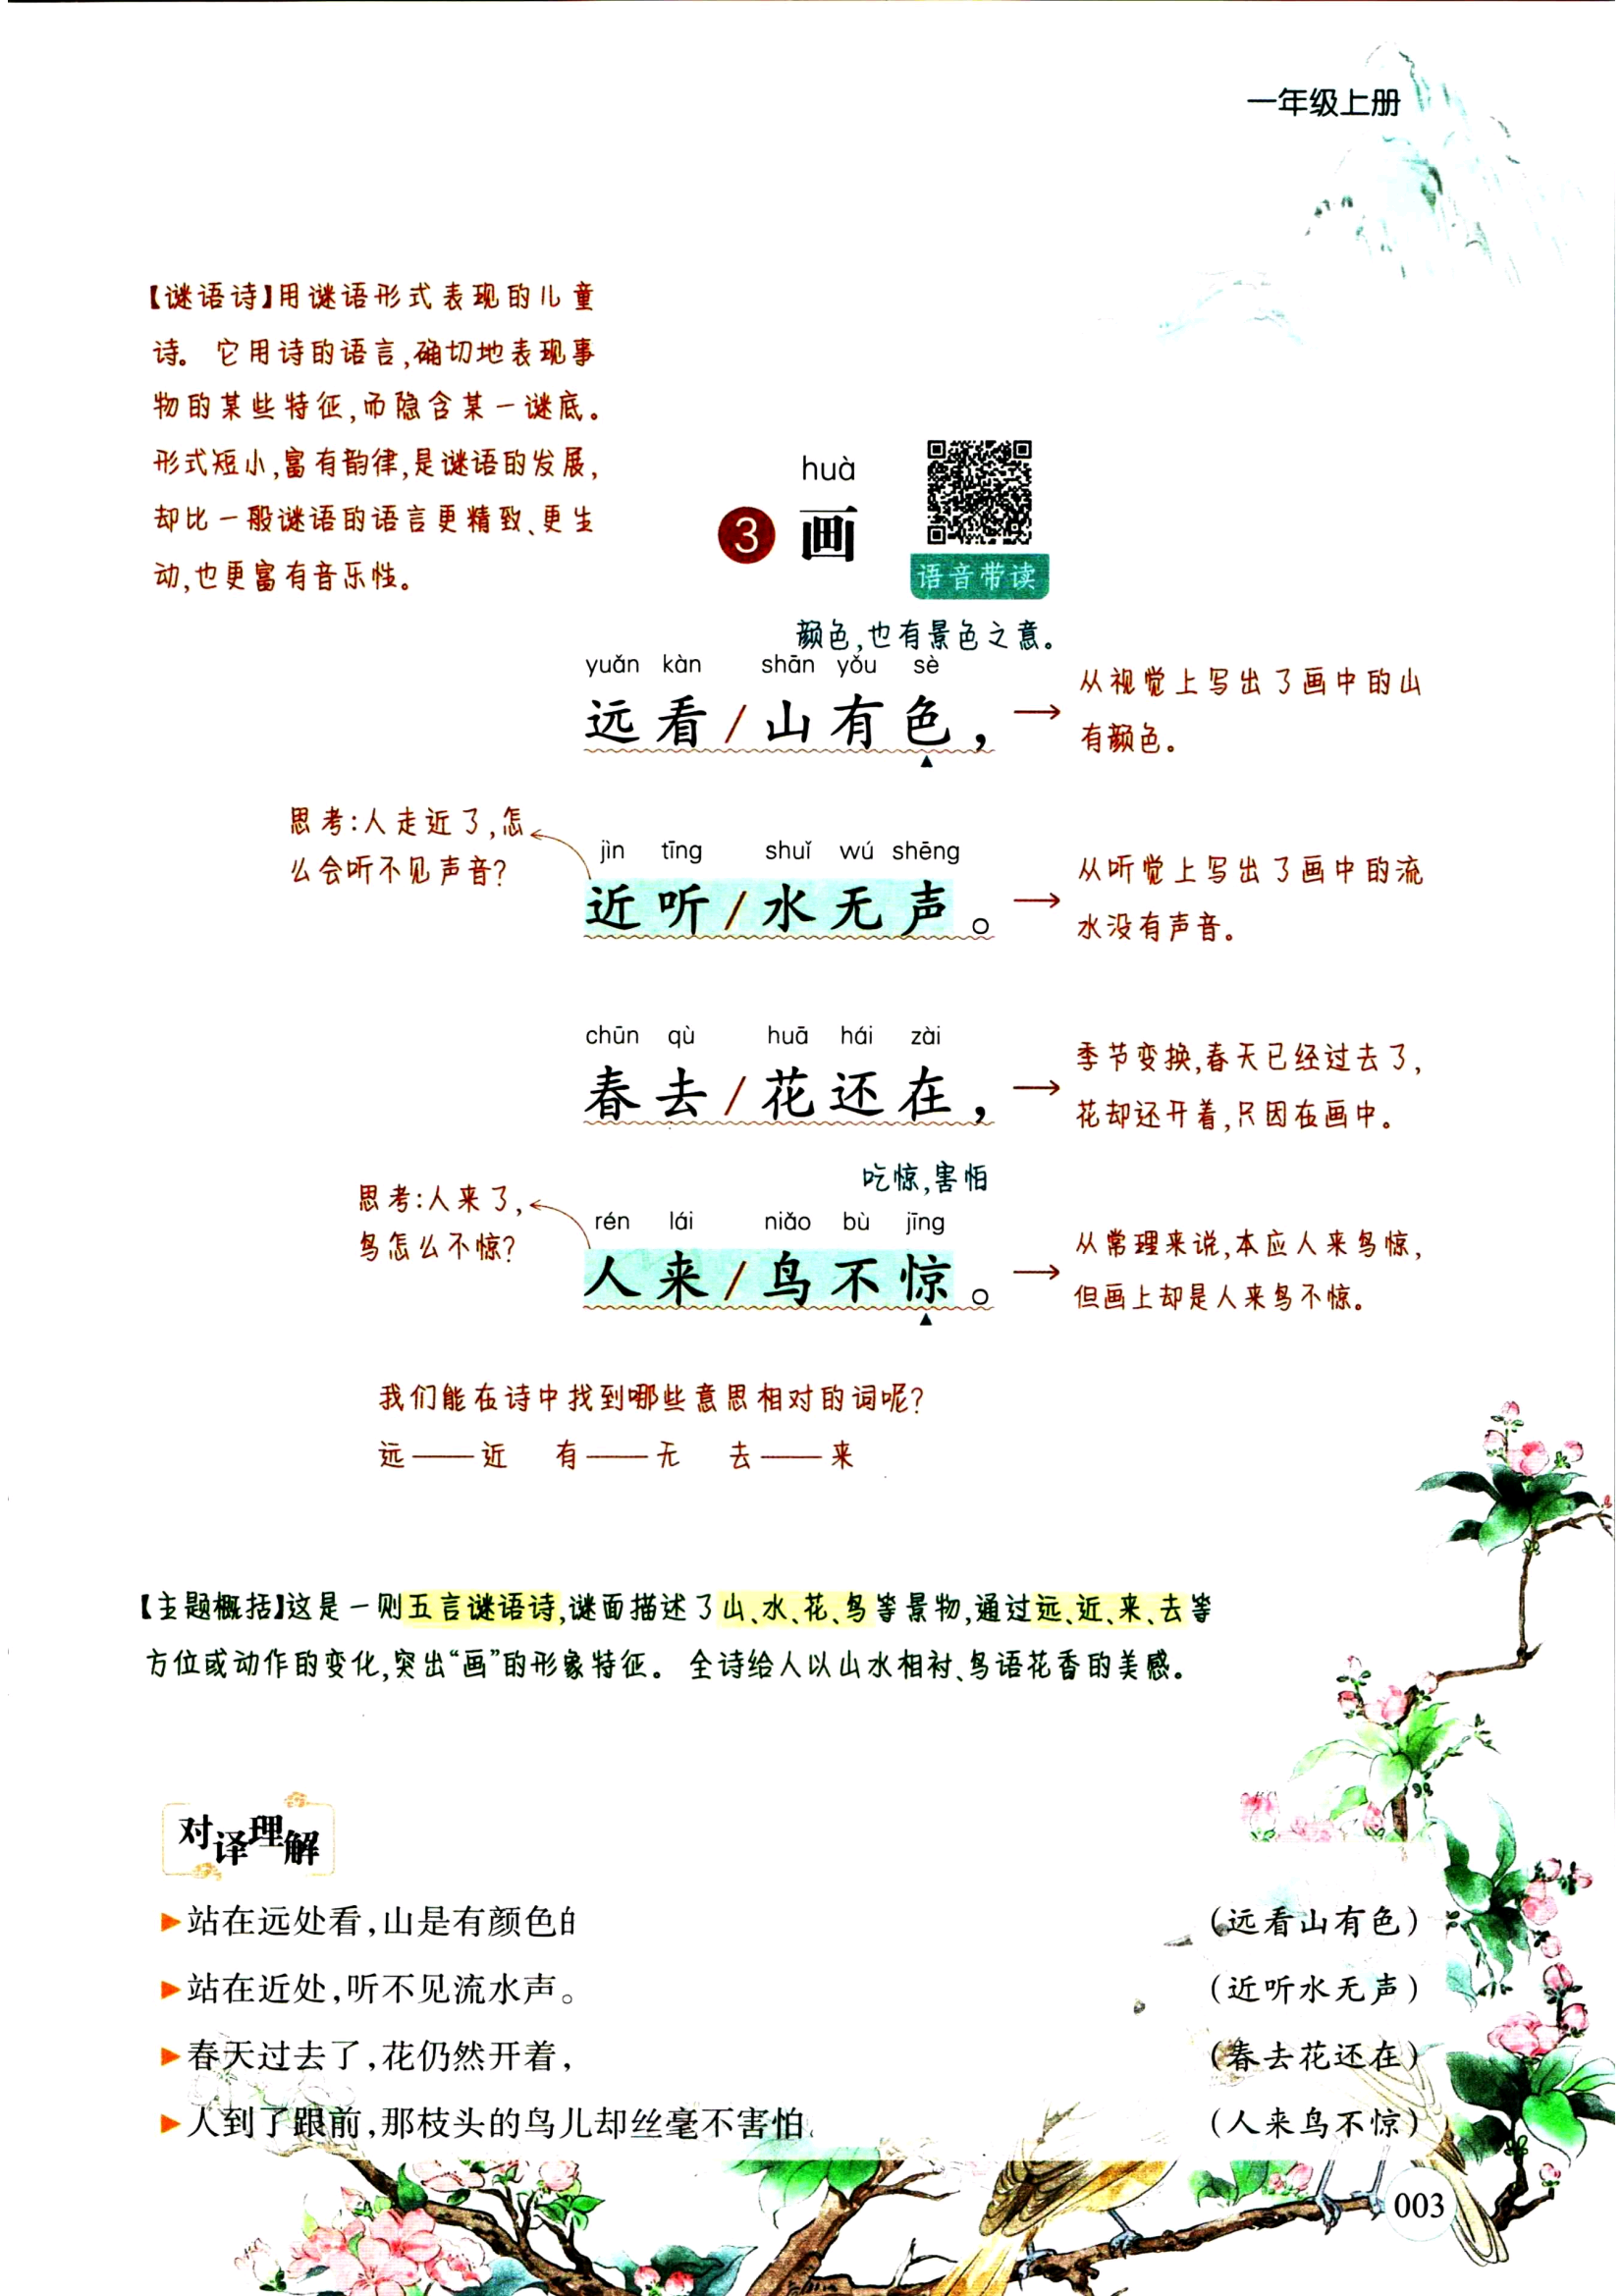 一年级上册
【谜语诗】用谜语形式表现的儿童
诗。它用诗的语言,确切地表现事
物的某些特征,而隐含某一谜底。
形式短小,富有韵律,是谜语的发展,
却比一般谜语的语言更精致、更生
动,也更富有音乐性。
huà
3 画
语音带读
颜色,也有景色之意。
yuǎn kàn shān yǒu sè
远看/山有色,
从视觉上写出了画中的山
有颜色。
思考:人走近了,怎
么会听不见声音?
jìn tīng shuǐ wú shēng
近听/水无声。
从听觉上写出了画中的流
水没有声音。
chūn qù huā hái zài
春去/花还在,
季节变换,春天已经过去了,
花却还开着,只因在画中。
吃惊,害怕
思考:人来了,
鸟怎么不惊?
rén lái niǎo bù jīng
人来/鸟不惊。
从常理来说,本应人来鸟惊,
但画上却是人来鸟不惊。
我们能在诗中找到哪些意思相对的词呢?
远——近 有——无 去——来
【主题概括】这是一则五言谜语诗,谜面描述了山、水、花、鸟等景物,通过远、近、来、去等
方位或动作的变化,突出“画”的形象特征。全诗给人以山水相衬、鸟语花香的美感。
对译理解
▶站在远处看,山是有颜色的 (远看山有色)
▶站在近处,听不见流水声。 (近听水无声)
▶春天过去了,花仍然开着, (春去花还在)
▶人到了跟前,那枝头的鸟儿却丝毫不害怕 (人来鸟不惊)
003